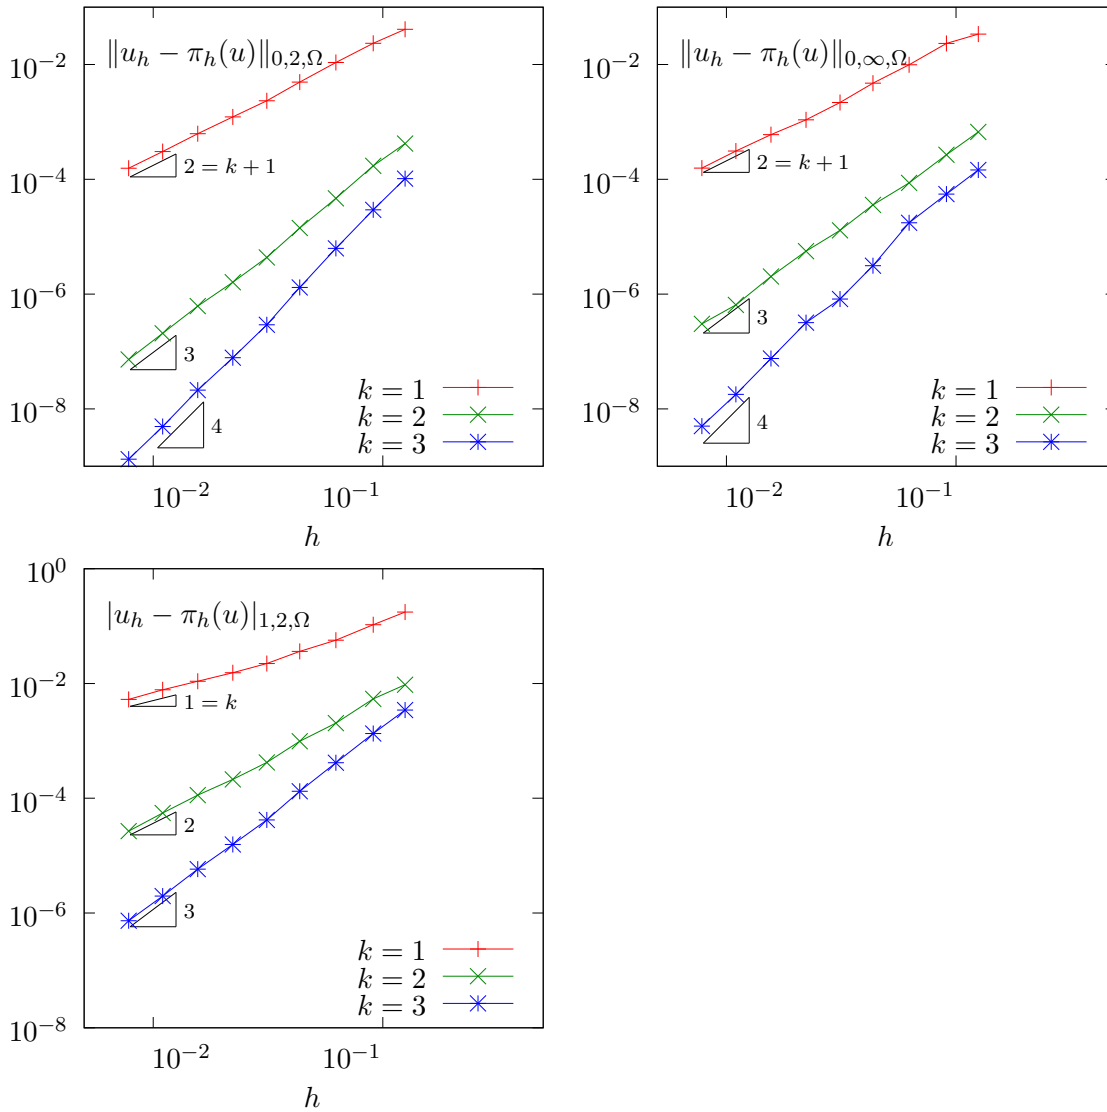 ‖u_h − π_h(u)‖_{0,2,Ω}
10^{−2}
10^{−4}
10^{−6}
10^{−8}
2 = k + 1
3
4
k = 1
k = 2
k = 3
10^{−2} 10^{−1}
h
‖u_h − π_h(u)‖_{0,∞,Ω}
10^{−2}
10^{−4}
10^{−6}
10^{−8}
2 = k + 1
3
4
k = 1
k = 2
k = 3
10^{−2} 10^{−1}
h
|u_h − π_h(u)|_{1,2,Ω}
10^{0}
10^{−2}
10^{−4}
10^{−6}
10^{−8}
1 = k
2
3
k = 1
k = 2
k = 3
10^{−2} 10^{−1}
h